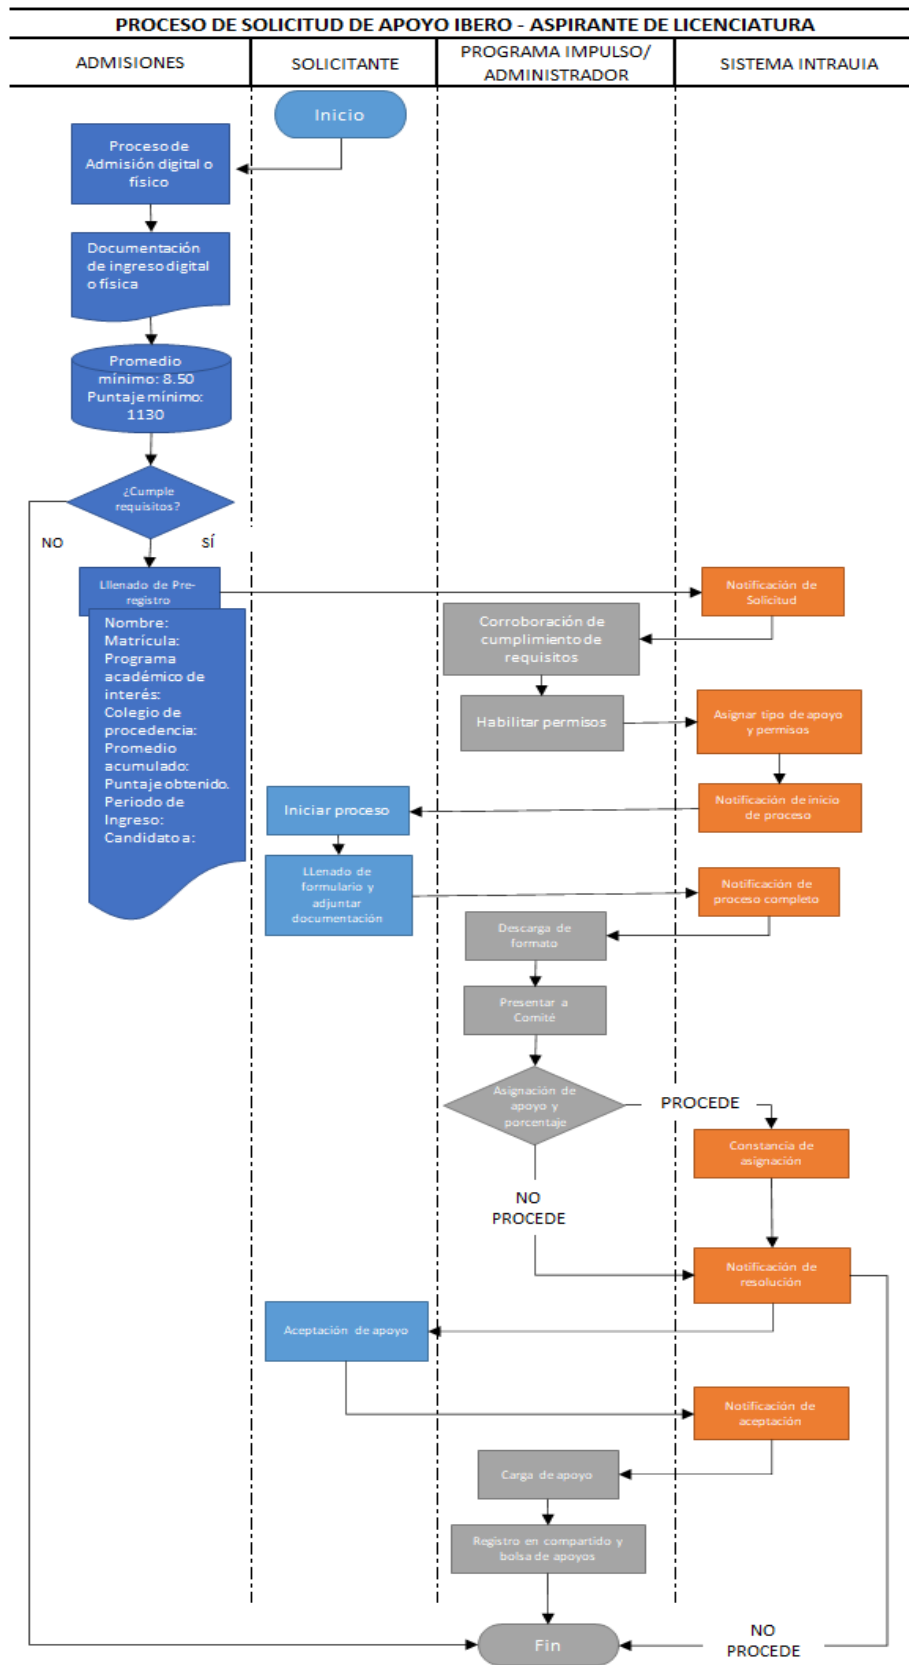 PROCESO DE SOLICITUD DE APOYO IBERO - ASPIRANTE DE LICENCIATURA
ADMISIONES
SOLICITANTE
PROGRAMA IMPULSO/
ADMINISTRADOR
SISTEMA INTRAUIA
Inicio
Proceso de
Admisión digital o
físico
Documentación
de ingreso digital
o física
Promedio
mínimo: 8.50
Puntaje mínimo:
1130
¿Cumple
requisitos?
NO
SÍ
Lllenado de Pre-
registro
Nombre:
Matrícula:
Programa
académico de
interés:
Colegio de
procedencia:
Promedio
acumulado:
Puntaje obtenido.
Periodo de
Ingreso:
Candidato a:
Notificación de
Solicitud
Corroboración de
cumplimiento de
requisitos
Habilitar permisos
Asignar tipo de apoyo
y permisos
Notificación de inicio
de proceso
Iniciar proceso
LLenado de
formulario y
adjuntar
documentación
Notificación de
proceso completo
Descarga de
formato
Presentar a
Comité
Asignación de
apoyo y
porcentaje
PROCEDE
Constancia de
asignación
NO
PROCEDE
Notificación de
resolución
Aceptación de apoyo
Notificación de
aceptación
Carga de apoyo
Registro en compartido y
bolsa de apoyos
Fin
NO
PROCEDE